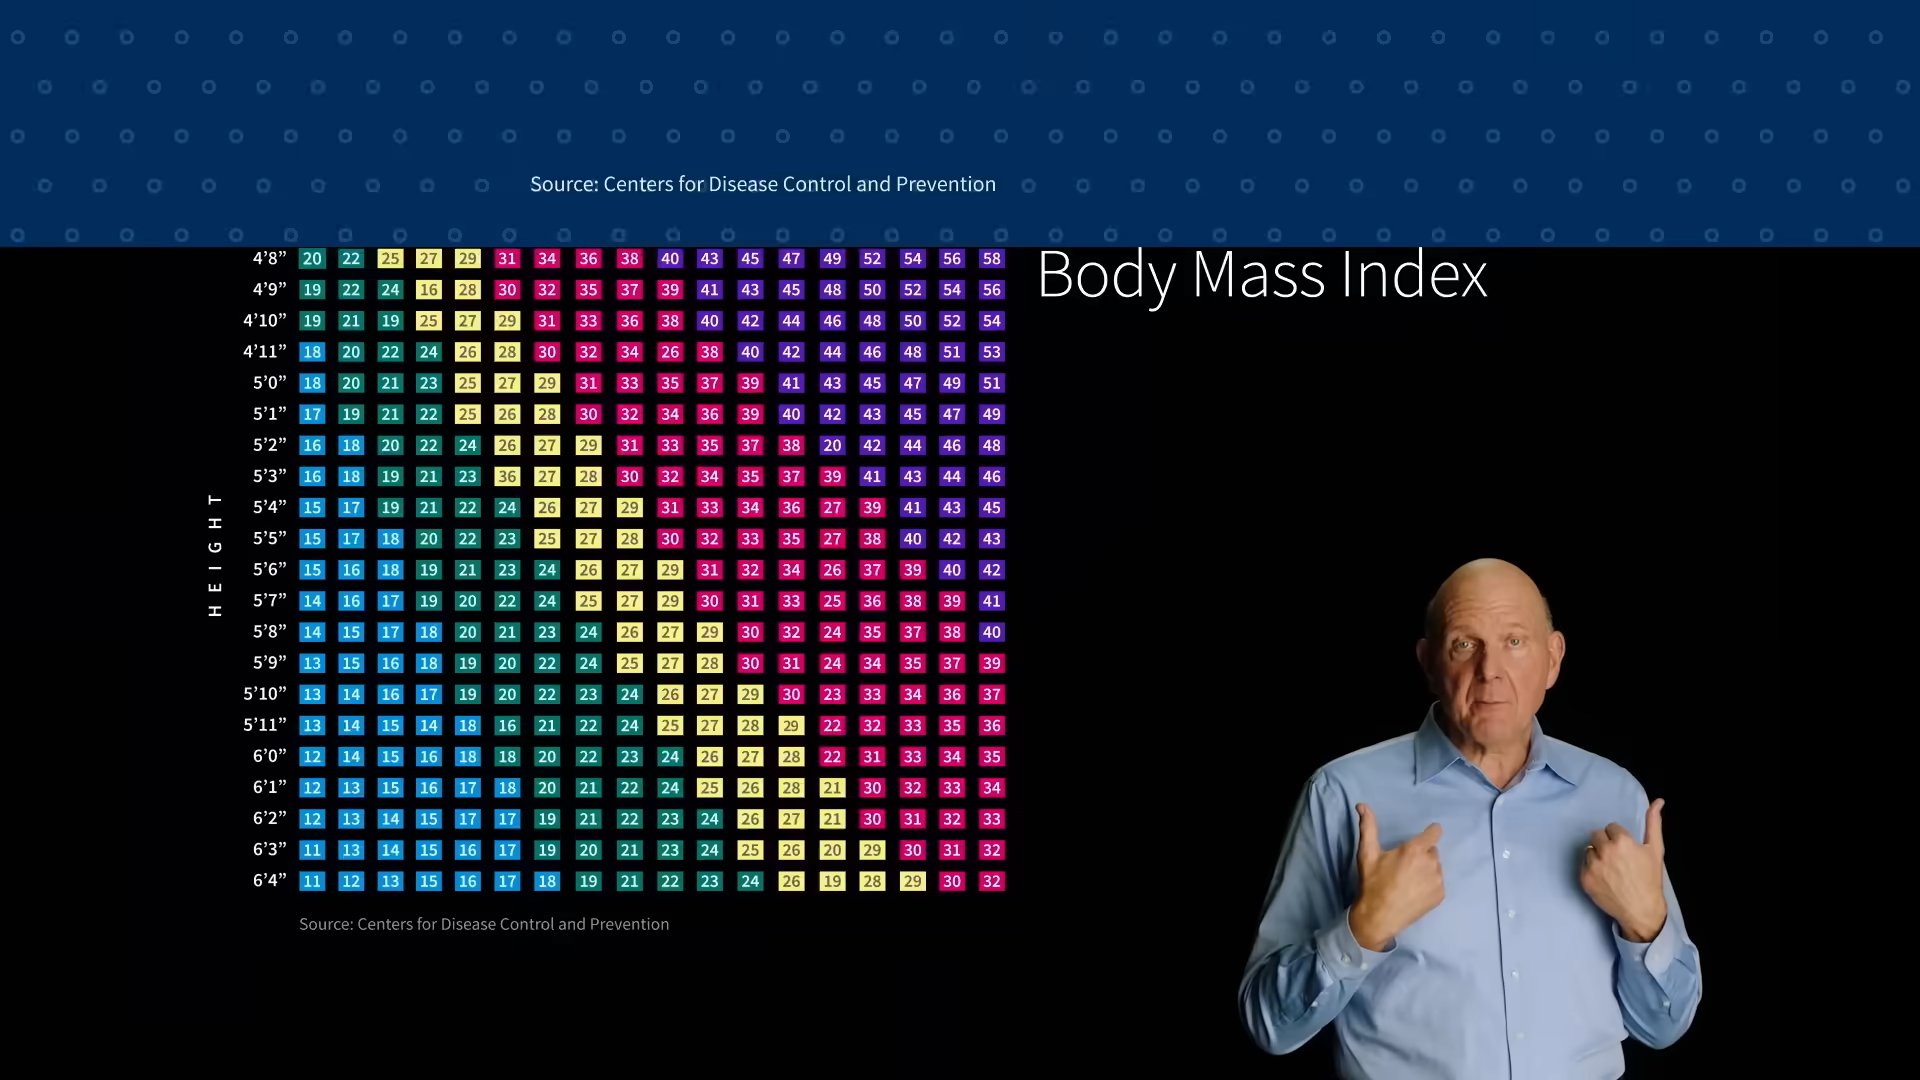 Source: Centers for Disease Control and Prevention
Body Mass Index
HEIGHT
4’8” 20 22 25 27 29 31 34 36 38 40 43 45 47 49 52 54 56 58
4’9” 19 22 24 16 28 30 32 35 37 39 41 43 45 48 50 52 54 56
4’10” 19 21 19 25 27 29 31 33 36 38 40 42 44 46 48 50 52 54
4’11” 18 20 22 24 26 28 30 32 34 26 38 40 42 44 46 48 51 53
5’0” 18 20 21 23 25 27 29 31 33 35 37 39 41 43 45 47 49 51
5’1” 17 19 21 22 25 26 28 30 32 34 36 39 40 42 43 45 47 49
5’2” 16 18 20 22 24 26 27 29 31 33 35 37 38 20 42 44 46 48
5’3” 16 18 19 21 23 36 27 28 30 32 34 35 37 39 41 43 44 46
5’4” 15 17 19 21 22 24 26 27 29 31 33 34 36 27 39 41 43 45
5’5” 15 17 18 20 22 23 25 27 28 30 32 33 35 27 38 40 42 43
5’6” 15 16 18 19 21 23 24 26 27 29 31 32 34 26 37 39 40 42
5’7” 14 16 17 19 20 22 24 25 27 29 30 31 33 25 36 38 39 41
5’8” 14 15 17 18 20 21 23 24 26 27 29 30 32 24 35 37 38 40
5’9” 13 15 16 18 19 20 22 24 25 27 28 30 31 24 34 35 37 39
5’10” 13 14 16 17 19 20 22 23 24 26 27 29 30 23 33 34 36 37
5’11” 13 14 15 14 18 16 21 22 24 25 27 28 29 22 32 33 35 36
6’0” 12 14 15 16 18 18 20 22 23 24 26 27 28 22 31 33 34 35
6’1” 12 13 15 16 17 18 20 21 22 24 25 26 28 21 30 32 33 34
6’2” 12 13 14 15 17 17 19 21 22 23 24 26 27 21 30 31 32 33
6’3” 11 13 14 15 16 17 19 20 21 23 24 25 26 20 29 30 31 32
6’4” 11 12 13 15 16 17 18 19 21 22 23 24 26 19 28 29 30 32
Source: Centers for Disease Control and Prevention